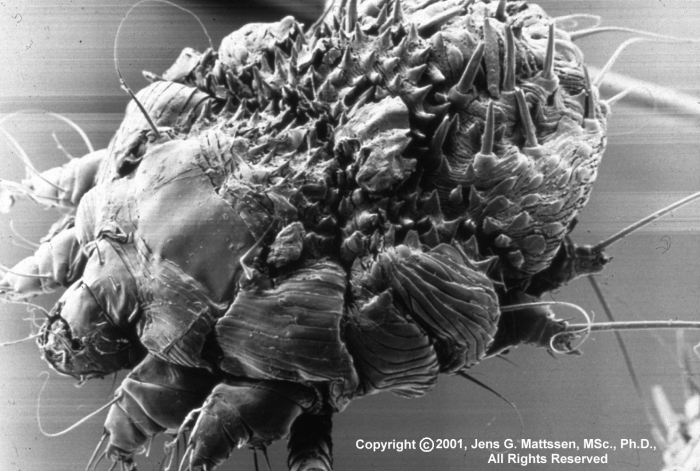 Copyright ©2001, Jens G. Mattssen, MSc., Ph.D.,
All Rights Reserved